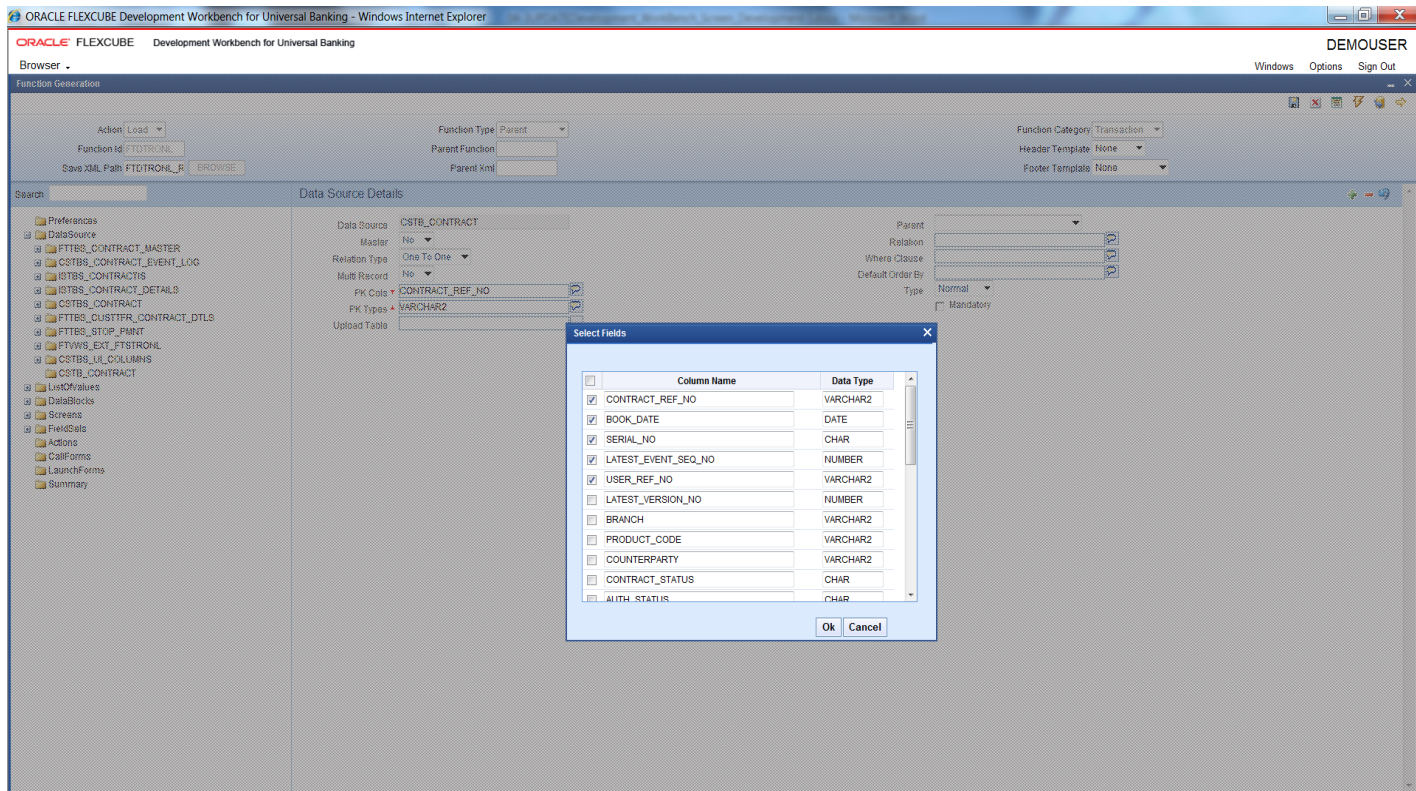 ORACLE FLEXCUBE Development Workbench for Universal Banking - Windows Internet Explorer
ORACLE FLEXCUBE Development Workbench for Universal Banking
DEMOUSER
Browser
Windows Options Sign Out
Function Generation
Action Load Function Type Parent Function Category Transaction
Function Id FTDTRONL Parent Function Header Template None
Save XML Path FTDTRONL_R BROWSE Parent Xml Footer Template None
Search Data Source Details
Preferences
DataSource
FTTBS_CONTRACT_MASTER
CSTBS_CONTRACT_EVENT_LOG
ISTBS_CONTRACTIS
ISTBS_CONTRACT_DETAILS
CSTBS_CONTRACT
FTTBS_CUSTTFR_CONTRACT_DTLS
FTTBS_STOP_PMNT
FTVWS_EXT_FTSTRONL
CSTBS_UI_COLUMNS
CSTB_CONTRACT
ListOfValues
DataBlocks
Screens
FieldSets
Actions
CallForms
LaunchForms
Summary
Data Source CSTB_CONTRACT Parent
Master No Relation
Relation Type One To One Where Clause
Multi Record No Default Order By
PK Cols * CONTRACT_REF_NO Type Normal
PK Types * VARCHAR2 Mandatory
Upload Table
Select Fields
Column Name Data Type
CONTRACT_REF_NO VARCHAR2
BOOK_DATE DATE
SERIAL_NO CHAR
LATEST_EVENT_SEQ_NO NUMBER
USER_REF_NO VARCHAR2
LATEST_VERSION_NO NUMBER
BRANCH VARCHAR2
PRODUCT_CODE VARCHAR2
COUNTERPARTY VARCHAR2
CONTRACT_STATUS CHAR
AUTH_STATUS CHAR
Ok Cancel